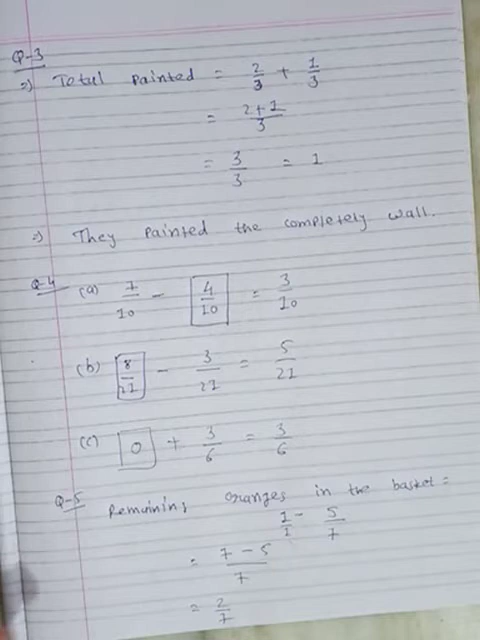 Q-3
=) Total Painted = 2/3 + 1/3
= 2+1/3
= 3/3 = 1
=) They Painted the completely wall.
Q-4 (a) 7/10 - 4/10 = 3/10
(b) 8/21 - 3/21 = 5/21
(c) 0 + 3/6 = 3/6
Q-5 Remaining oranges in the basket =
1/1 - 5/7
= 7-5/7
= 2/7